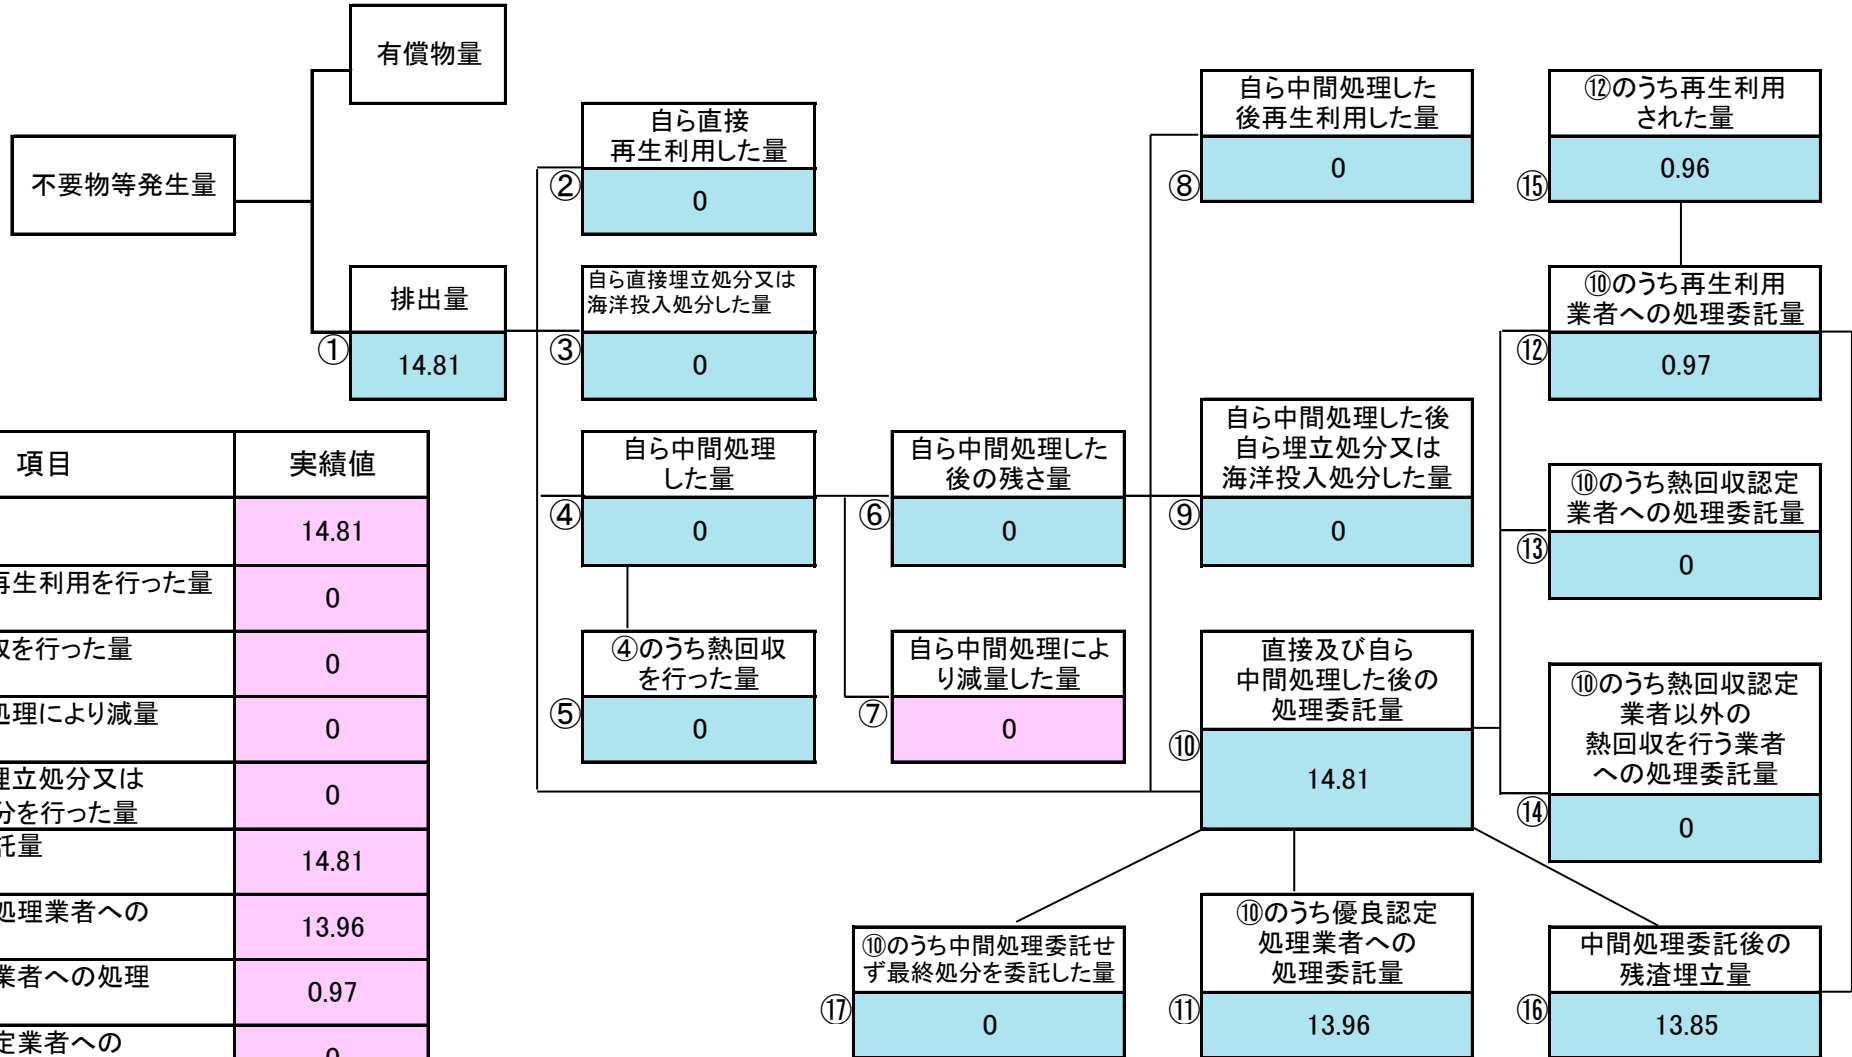 有償物量
不要物等発生量
排出量
①
14.81
自ら直接
再生利用した量
②
0
自ら直接埋立処分又は
海洋投入処分した量
③
0
自ら中間処理
した量
④
0
④のうち熱回収
を行った量
⑤
0
自ら中間処理した
後の残さ量
⑥
0
自ら中間処理によ
り減量した量
⑦
0
自ら中間処理した
後再生利用した量
⑧
0
自ら中間処理した後
自ら埋立処分又は
海洋投入処分した量
⑨
0
直接及び自ら
中間処理した後の
処理委託量
⑩
14.81
⑫のうち再生利用
された量
⑮
0.96
⑩のうち再生利用
業者への処理委託量
⑫
0.97
⑩のうち熱回収認定
業者への処理委託量
⑬
0
⑩のうち熱回収認定
業者以外の
熱回収を行う業者
への処理委託量
⑭
0
⑩のうち中間処理委託せ
ず最終処分を委託した量
⑰
0
⑩のうち優良認定
処理業者への
処理委託量
⑪
13.96
中間処理委託後の
残渣埋立量
⑯
13.85
項目 実績値
14.81
再生利用を行った量 0
を行った量 0
処理により減量 0
埋立処分又は
分を行った量 0
託量 14.81
処理業者への 13.96
業者への処理 0.97
定業者への 0